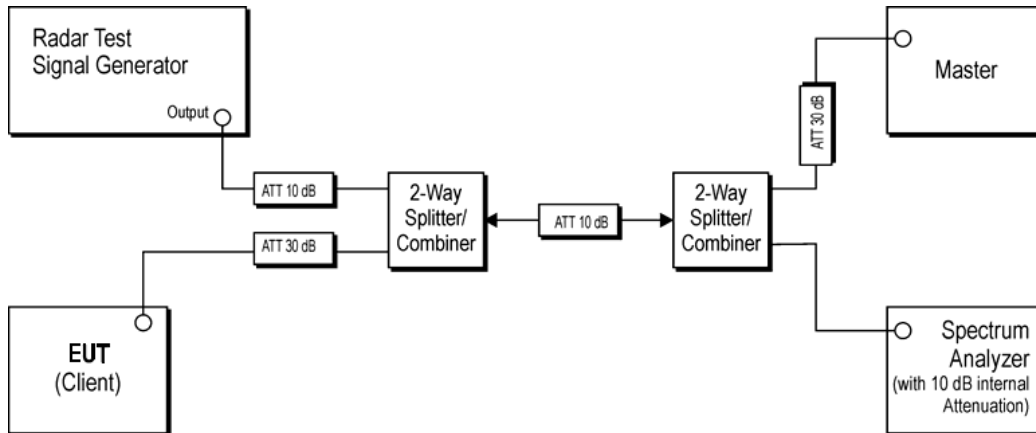 Radar Test
Signal Generator
Output
ATT 10 dB
ATT 30 dB
EUT
(Client)
2-Way
Splitter/
Combiner
ATT 10 dB
2-Way
Splitter/
Combiner
ATT 30 dB
Master
Spectrum
Analyzer
(with 10 dB internal
Attenuation)